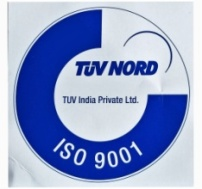 TÜV NORD
TUV India Private Ltd.
ISO 9001